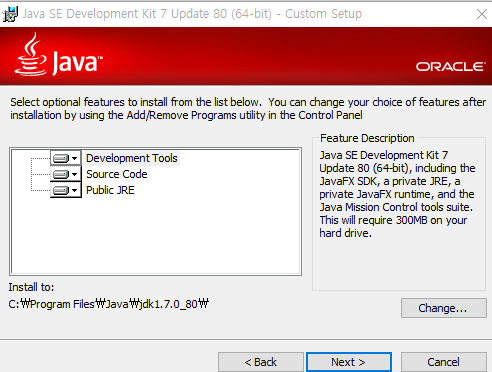 Java SE Development Kit 7 Update 80 (64-bit) - Custom Setup
Java™
ORACLE
Select optional features to install from the list below.  You can change your choice of features after
installation by using the Add/Remove Programs utility in the Control Panel
Development Tools
Source Code
Public JRE
Feature Description
Java SE Development Kit 7
Update 80 (64-bit), including the
JavaFX SDK, a private JRE, a
private JavaFX runtime, and the
Java Mission Control tools suite.
This will require 300MB on your
hard drive.
Install to:
C:₩Program Files₩Java₩jdk1.7.0_80₩
Change...
< Back
Next >
Cancel